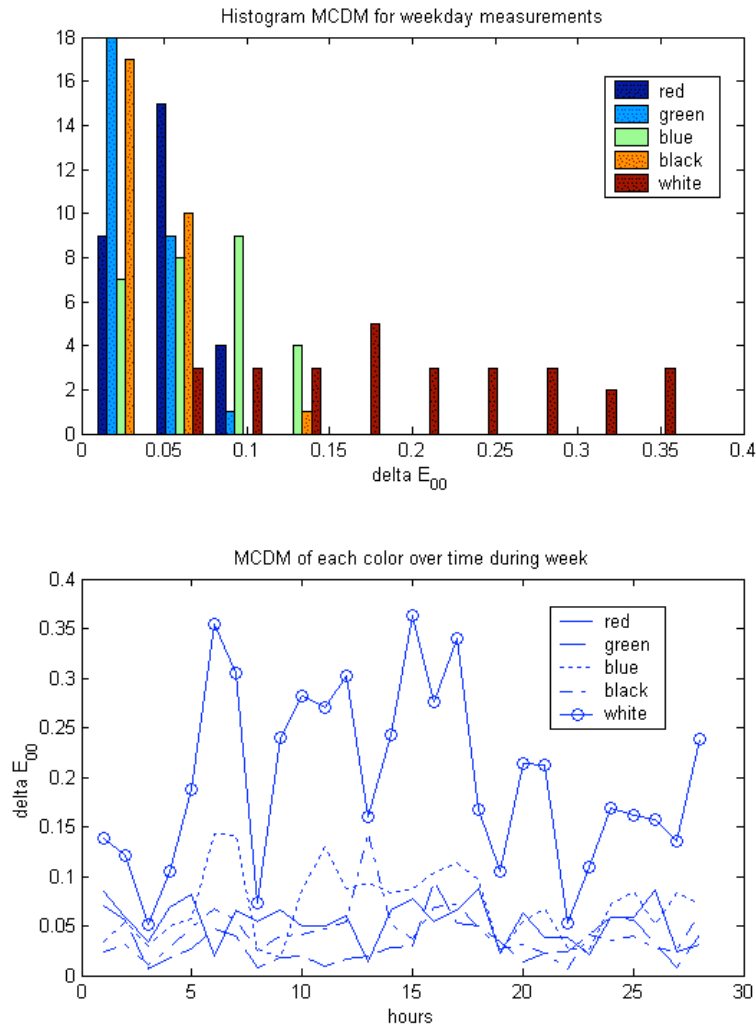 Histogram MCDM for weekday measurements
18
16
14
12
10
8
6
4
2
0
red
green
blue
black
white
0 0.05 0.1 0.15 0.2 0.25 0.3 0.35 0.4
delta E00
MCDM of each color over time during week
0.4
0.35
0.3
0.25
0.2
0.15
0.1
0.05
0
delta E00
red
green
blue
black
white
0 5 10 15 20 25 30
hours